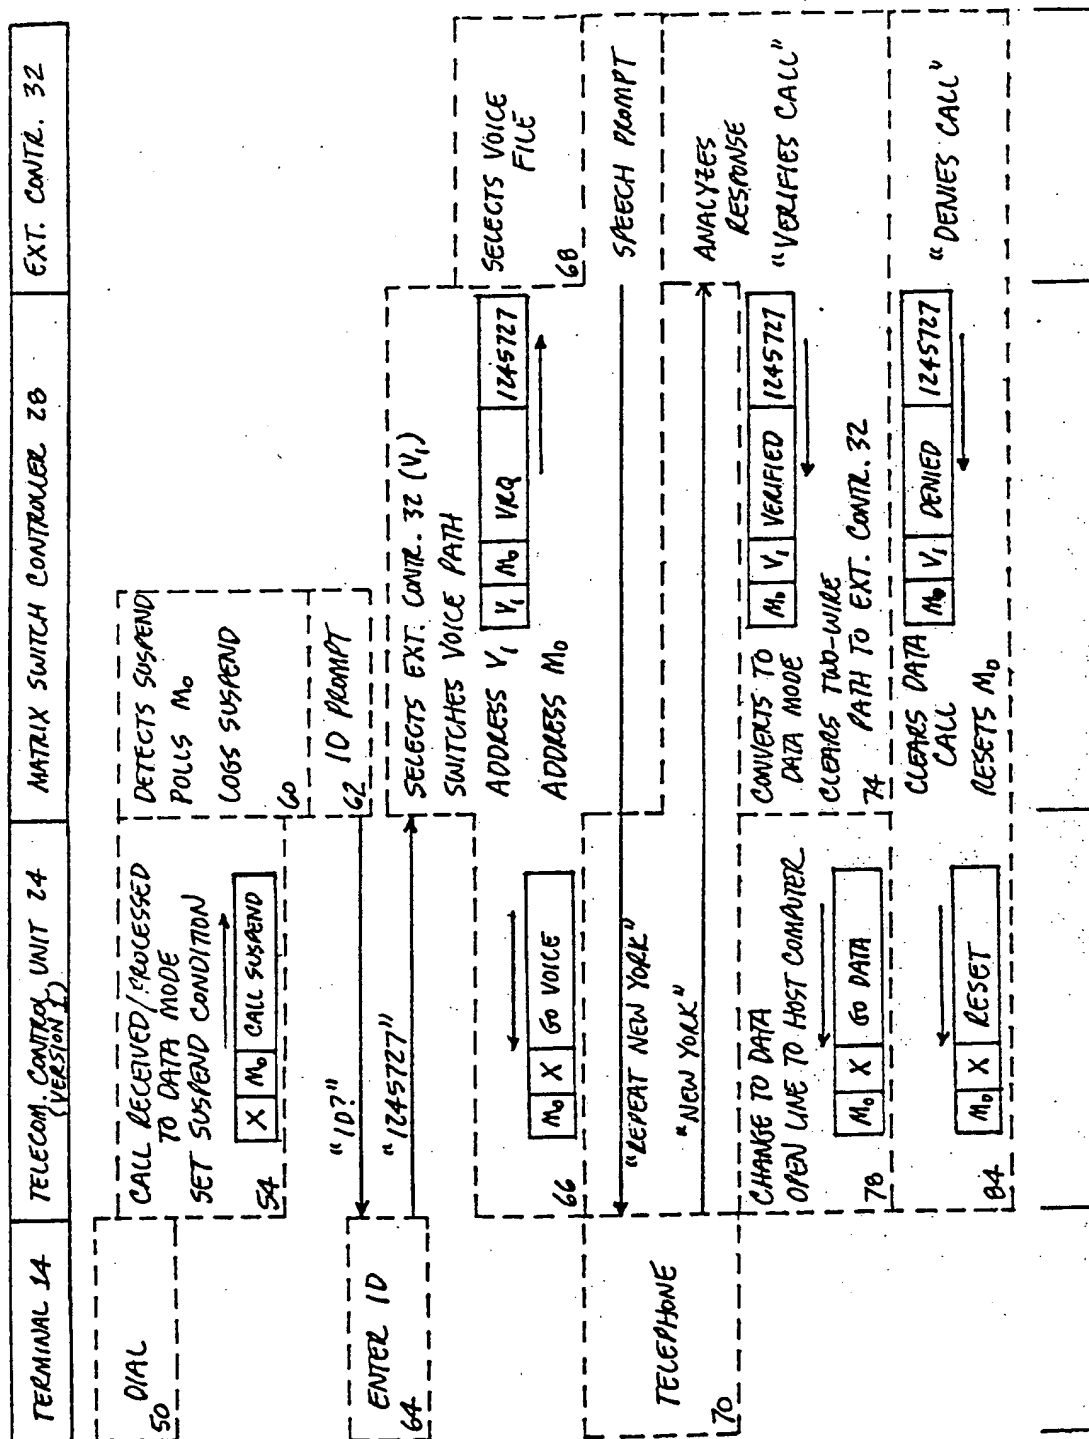 TERMINAL 14
TELECOM. CONTROL UNIT 24
(VERSION I)
MATRIX SWITCH CONTROLLER 28
EXT. CONTR. 32
DIAL
50
CALL RECEIVED/PROCESSED
TO DATA MODE
SET SUSPEND CONDITION
X M₀ CALL SUSPEND
54
DETECTS SUSPEND
POLLS M₀
LOGS SUSPEND
60
ID PROMPT
62
"ID?"
ENTER ID
64
"1245727"
SELECTS EXT. CONTR. 32 (V₁)
SWITCHES VOICE PATH
ADDRESS V₁
V₁ M₀ VRQ 1245727
ADDRESS M₀
SELECTS VOICE
FILE
68
M₀ X GO VOICE
66
SPEECH PROMPT
"REPEAT NEW YORK"
TELEPHONE
70
"NEW YORK"
ANALYZES
RESPONSE
"VERIFIES CALL"
M₀ V₁ VERIFIED 1245727
CONVERTS TO
DATA MODE
CLEARS TWO-WIRE
PATH TO EXT. CONTR. 32
74
CHANGE TO DATA
OPEN LINE TO HOST COMPUTER
M₀ X GO DATA
78
"DENIES CALL"
M₀ V₁ DENIED 1245727
CLEARS DATA
CALL
RESETS M₀
M₀ X RESET
84